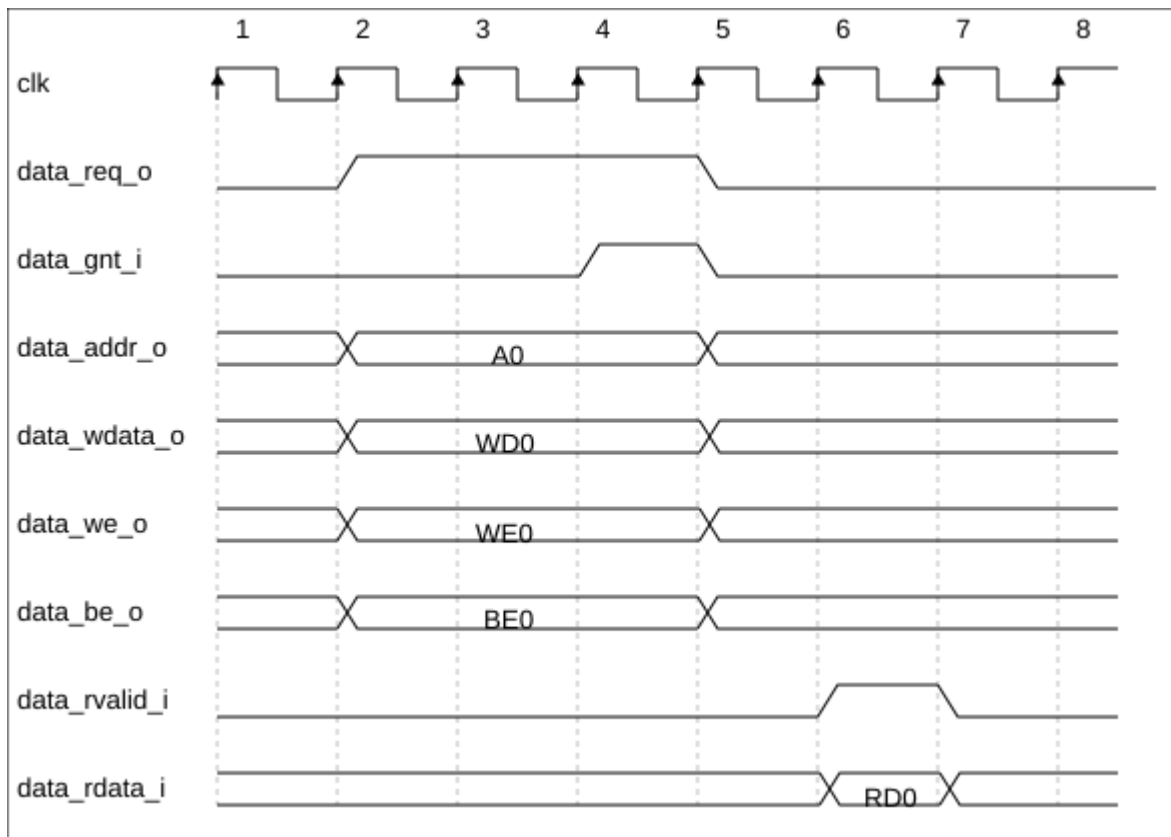 1 2 3 4 5 6 7 8
clk
data_req_o
data_gnt_i
data_addr_o A0
data_wdata_o WD0
data_we_o WE0
data_be_o BE0
data_rvalid_i
data_rdata_i RD0